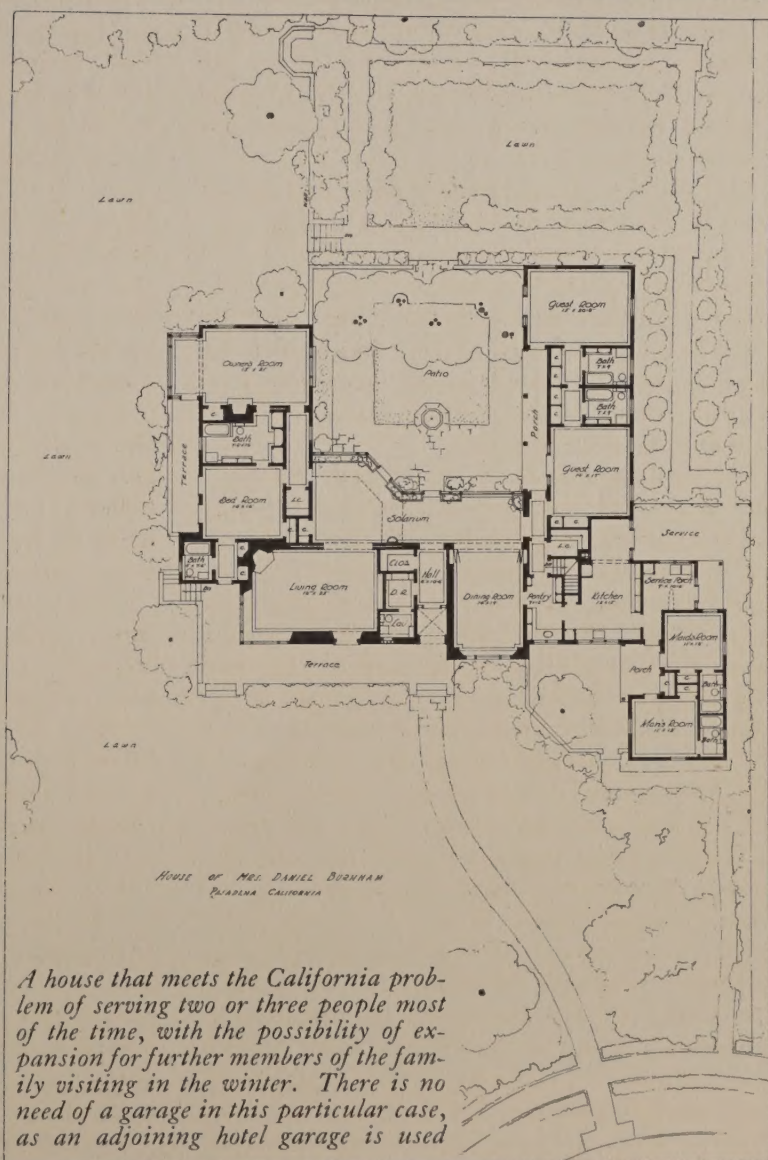 Lawn
Lawn
Guest Room
Owner's Room
Patio
Bath
Bath
Porch
Bath
Terrace
Guest Room
Lawn
Bed Room
L.C.
Solarium
Service
L.C.
Bath
Clos.
Hall
Living Room
D.R.
Dining Room
Pantry
Kitchen
Service Porch
Maids Room
Lav.
Terrace
Porch
Bath
Man's Room
Bath
Lawn
HOUSE OF MRS. DANIEL BURNHAM
PASADENA CALIFORNIA
A house that meets the California prob-
lem of serving two or three people most
of the time, with the possibility of ex-
pansion for further members of the fam-
ily visiting in the winter. There is no
need of a garage in this particular case,
as an adjoining hotel garage is used